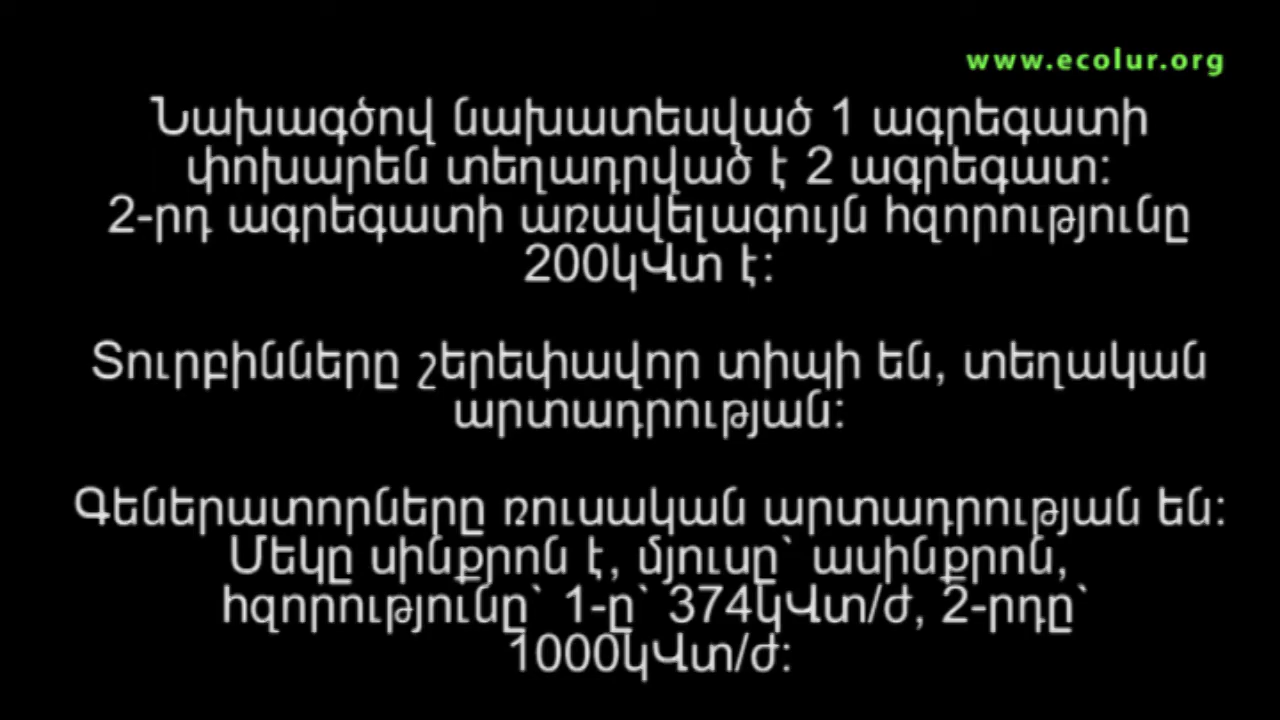 www.ecolur.org
Նախագծով նախատեսված 1 ագրեգատի
փոխարեն տեղադրված է 2 ագրեգատ:
2-րդ ագրեգատի առավելագույն հզորությունը
200կՎտ է:
Տուրբինները շերեփավոր տիպի են, տեղական
արտադրության:
Գեներատորները ռուսական արտադրության են:
Մեկը սինքրոն է, մյուսը` ասինքրոն,
հզորությունը` 1-ը` 374կՎտ/ժ, 2-րդը`
1000կՎտ/ժ: